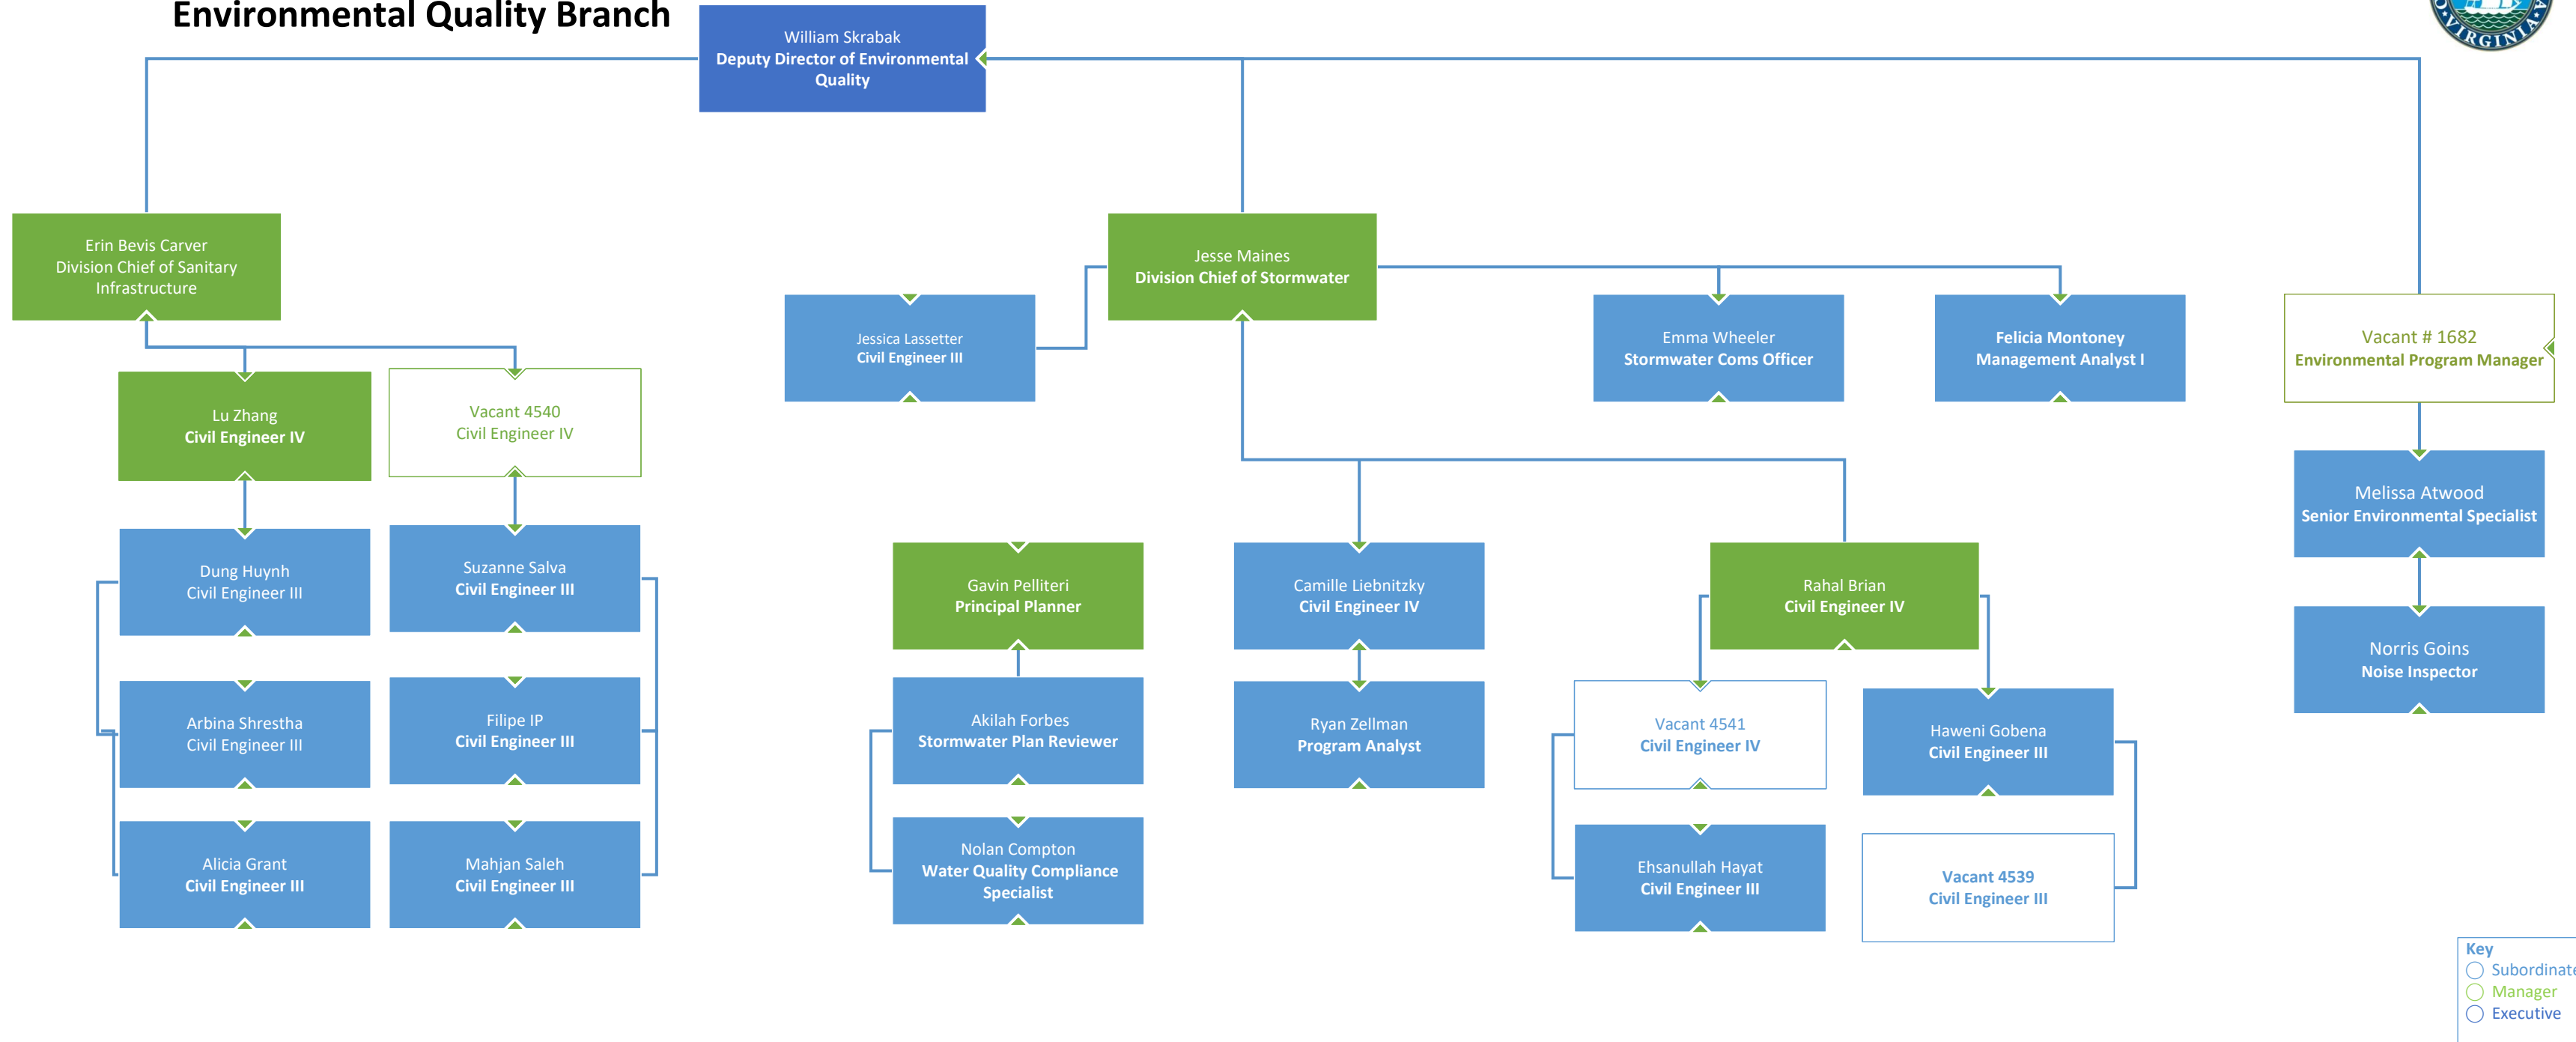 Environmental Quality Branch
William Skrabak
Deputy Director of Environmental
Quality
VIRGINIA
Erin Bevis Carver
Division Chief of Sanitary
Infrastructure
Jesse Maines
Division Chief of Stormwater
Jessica Lassetter
Civil Engineer III
Emma Wheeler
Stormwater Coms Officer
Felicia Montoney
Management Analyst I
Vacant # 1682
Environmental Program Manager
Lu Zhang
Civil Engineer IV
Vacant 4540
Civil Engineer IV
Melissa Atwood
Senior Environmental Specialist
Dung Huynh
Civil Engineer III
Suzanne Salva
Civil Engineer III
Gavin Pelliteri
Principal Planner
Camille Liebnitzky
Civil Engineer IV
Rahal Brian
Civil Engineer IV
Norris Goins
Noise Inspector
Arbina Shrestha
Civil Engineer III
Filipe IP
Civil Engineer III
Akilah Forbes
Stormwater Plan Reviewer
Ryan Zellman
Program Analyst
Vacant 4541
Civil Engineer IV
Haweni Gobena
Civil Engineer III
Alicia Grant
Civil Engineer III
Mahjan Saleh
Civil Engineer III
Nolan Compton
Water Quality Compliance
Specialist
Ehsanullah Hayat
Civil Engineer III
Vacant 4539
Civil Engineer III
Key
Subordinate
Manager
Executive